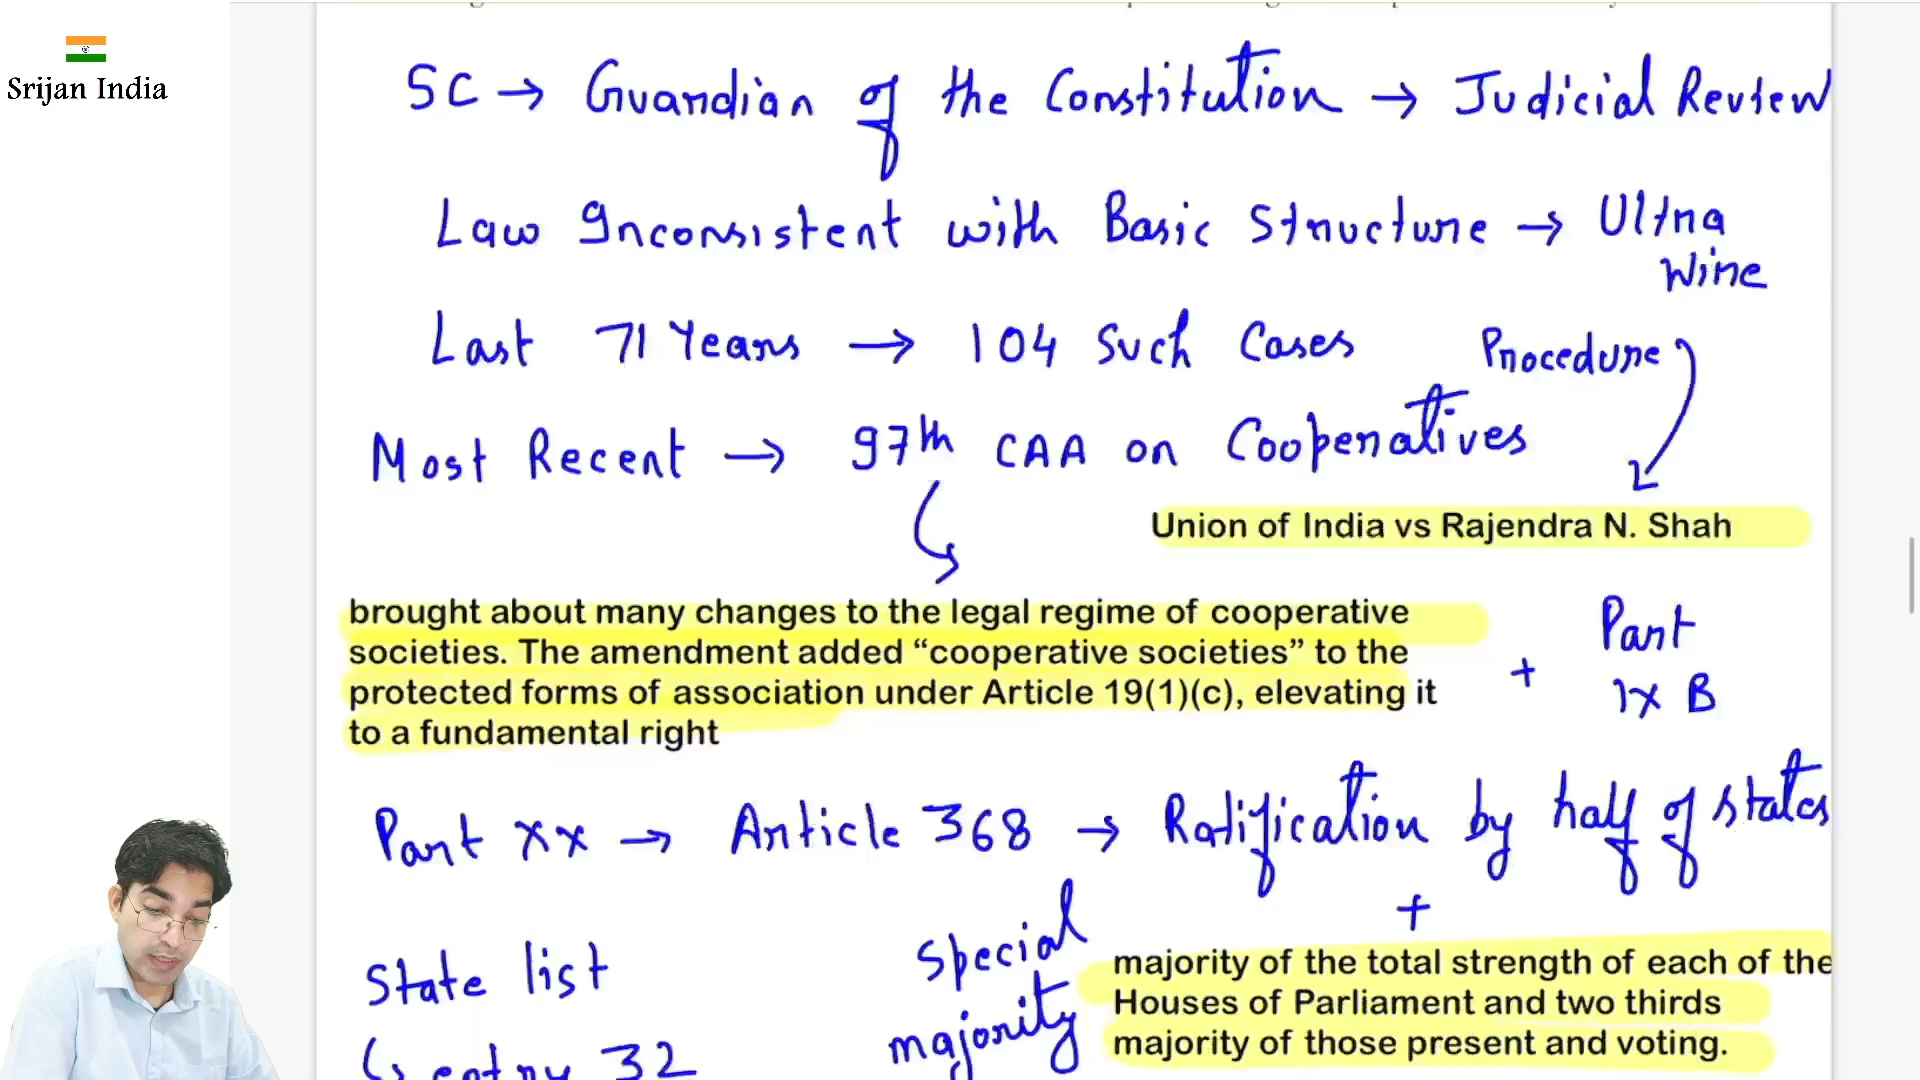 Srijan India
SC → Guardian of the Constitution → Judicial Review
Law Inconsistent with Basic Structure → Ultra
Wire
Last 71 Years → 104 Such Cases
Procedure
Most Recent → 97th CAA on Cooperatives
Union of India vs Rajendra N. Shah
brought about many changes to the legal regime of cooperative
societies. The amendment added “cooperative societies” to the
protected forms of association under Article 19(1)(c), elevating it
to a fundamental right
+ Part
IX B
Part XX → Article 368 → Ratification by half of states
+
State list
Special
majority
majority of the total strength of each of the
Houses of Parliament and two thirds
majority of those present and voting.
entry 32